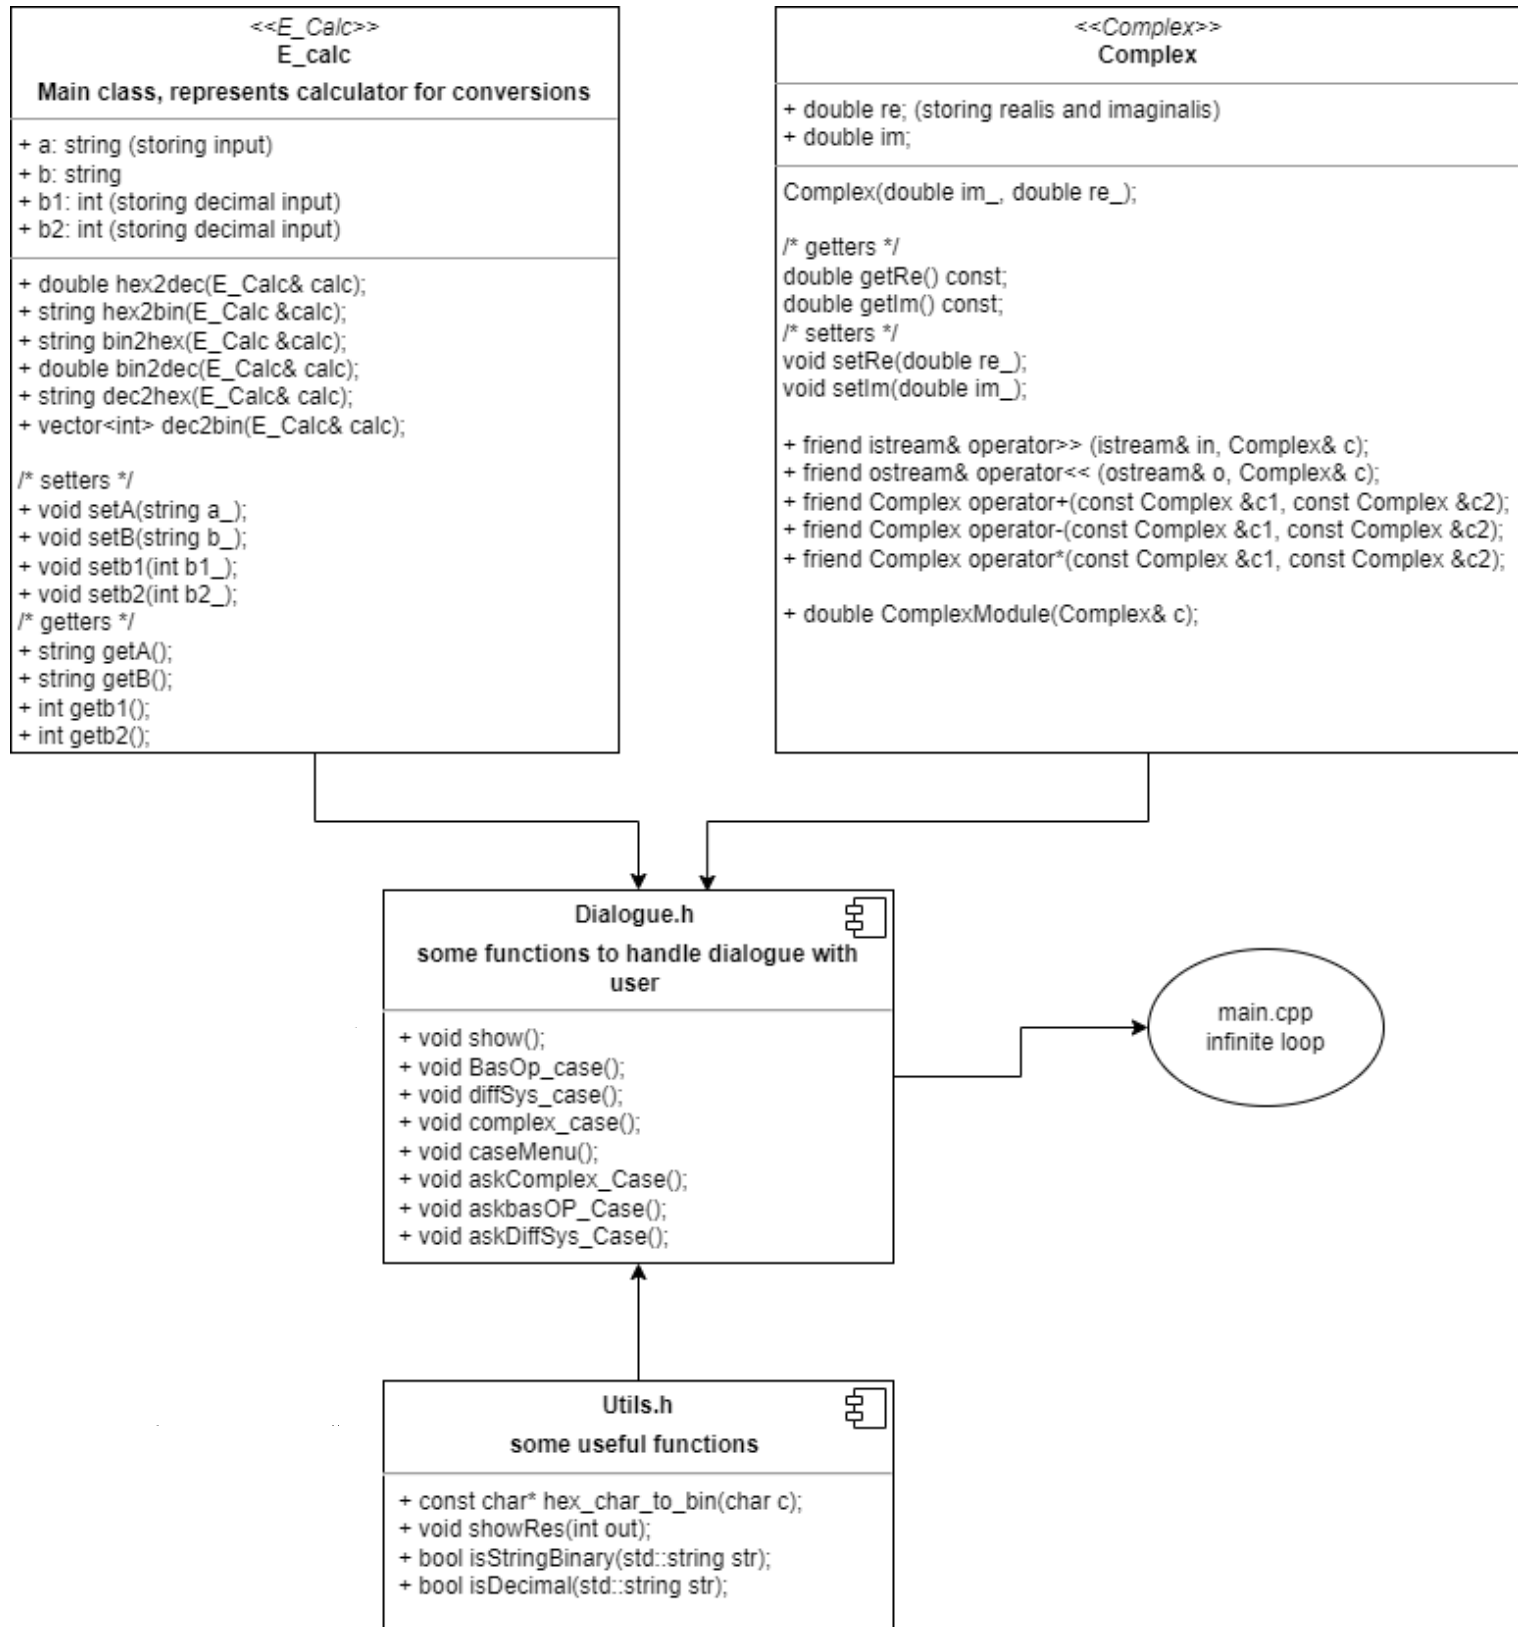 <<E_Calc>>
E_calc
Main class, represents calculator for conversions
+ a: string (storing input)
+ b: string
+ b1: int (storing decimal input)
+ b2: int (storing decimal input)
+ double hex2dec(E_Calc& calc);
+ string hex2bin(E_Calc &calc);
+ string bin2hex(E_Calc &calc);
+ double bin2dec(E_Calc& calc);
+ string dec2hex(E_Calc& calc);
+ vector<int> dec2bin(E_Calc& calc);
/* setters */
+ void setA(string a_);
+ void setB(string b_);
+ void setb1(int b1_);
+ void setb2(int b2_);
/* getters */
+ string getA();
+ string getB();
+ int getb1();
+ int getb2();
<<Complex>>
Complex
+ double re; (storing realis and imaginalis)
+ double im;
Complex(double im_, double re_);
/* getters */
double getRe() const;
double getIm() const;
/* setters */
void setRe(double re_);
void setIm(double im_);
+ friend istream& operator>> (istream& in, Complex& c);
+ friend ostream& operator<< (ostream& o, Complex& c);
+ friend Complex operator+(const Complex &c1, const Complex &c2);
+ friend Complex operator-(const Complex &c1, const Complex &c2);
+ friend Complex operator*(const Complex &c1, const Complex &c2);
+ double ComplexModule(Complex& c);
Dialogue.h
some functions to handle dialogue with
user
+ void show();
+ void BasOp_case();
+ void diffSys_case();
+ void complex_case();
+ void caseMenu();
+ void askComplex_Case();
+ void askbasOP_Case();
+ void askDiffSys_Case();
main.cpp
infinite loop
Utils.h
some useful functions
+ const char* hex_char_to_bin(char c);
+ void showRes(int out);
+ bool isStringBinary(std::string str);
+ bool isDecimal(std::string str);